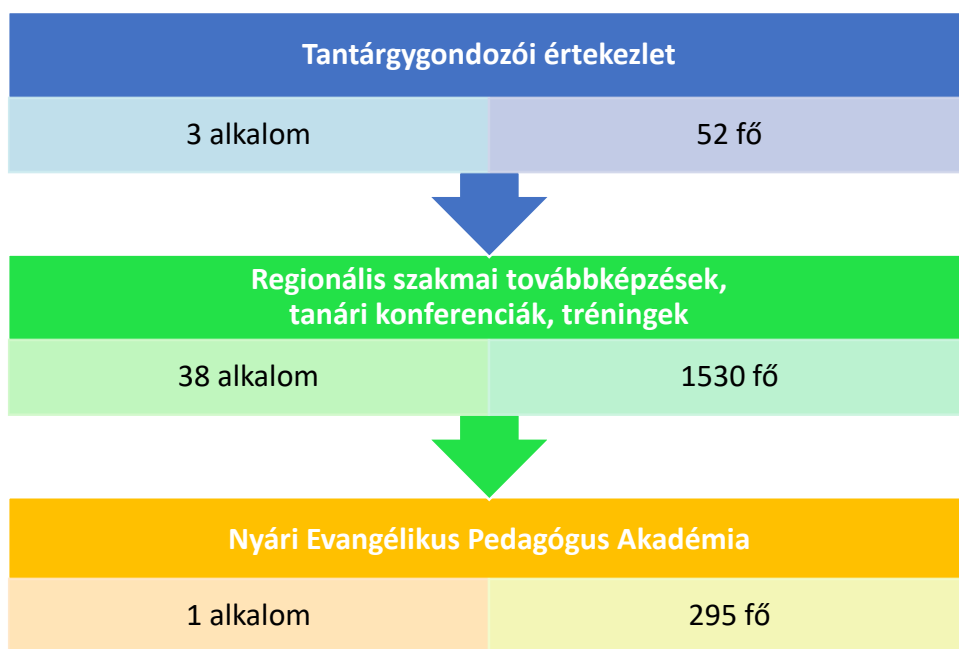 Tantárgygondozói értekezlet
3 alkalom
52 fő
Regionális szakmai továbbképzések,
tanári konferenciák, tréningek
38 alkalom
1530 fő
Nyári Evangélikus Pedagógus Akadémia
1 alkalom
295 fő